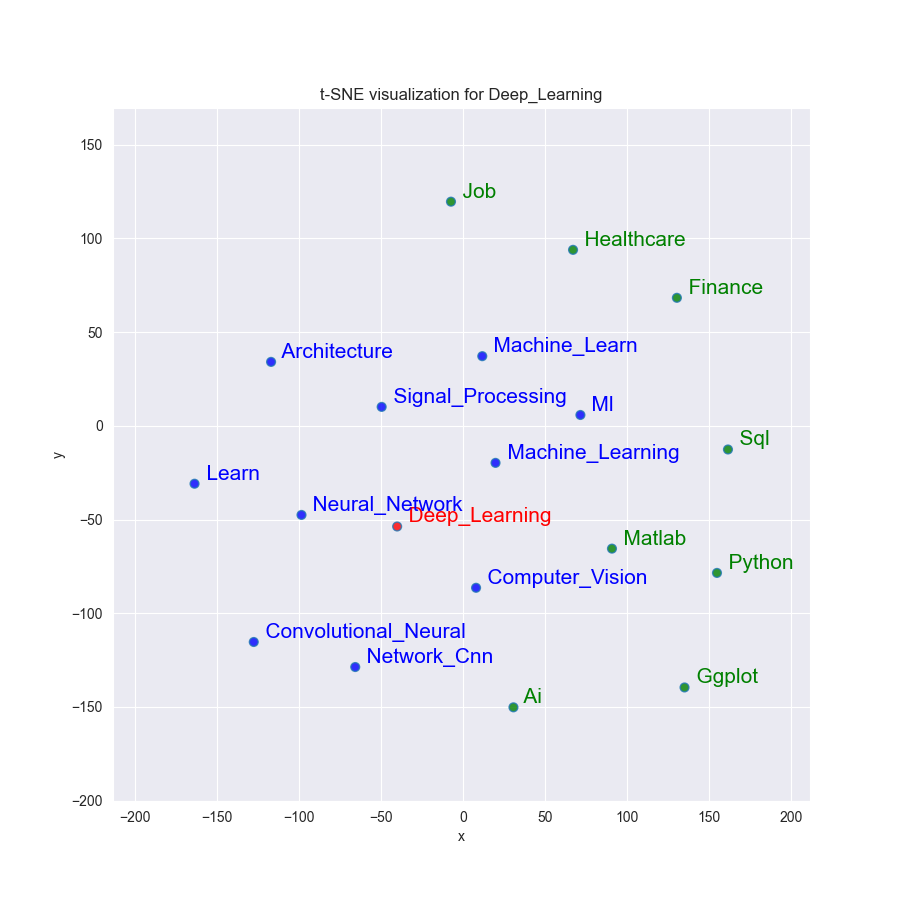 t-SNE visualization for Deep_Learning
150
Job
100
Healthcare
Finance
50
Machine_Learn
Architecture
Signal_Processing
Ml
0
Sql
y
Machine_Learning
Learn
Neural_Network
−50
Deep_Learning
Matlab
Python
Computer_Vision
−100
Convolutional_Neural
Network_Cnn
Ggplot
Ai
−150
−200
−200 −150 −100 −50 0 50 100 150 200
x